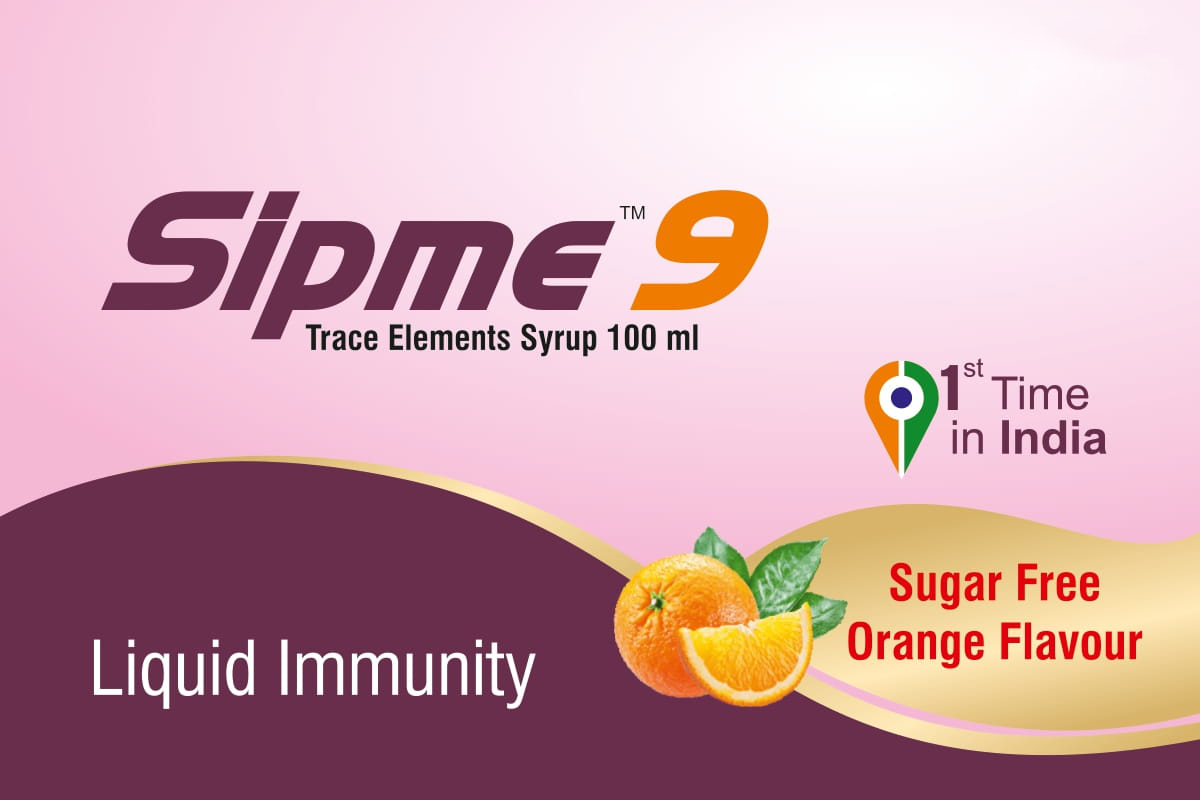 Sipme™ 9
Trace Elements Syrup 100 ml
1st Time
in India
Sugar Free
Orange Flavour
Liquid Immunity